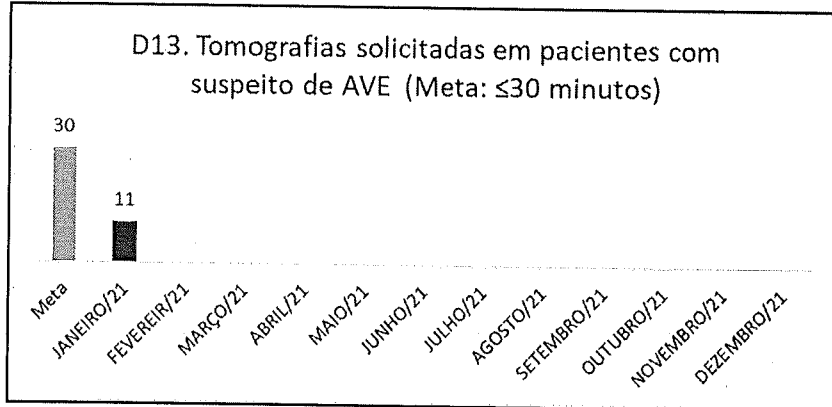 D13. Tomografias solicitadas em pacientes com
suspeito de AVE (Meta: ≤30 minutos)
30
11
Meta
JANEIRO/21
FEVEREIR/21
MARÇO/21
ABRIL/21
MAIO/21
JUNHO/21
JULHO/21
AGOSTO/21
SETEMBRO/21
OUTUBRO/21
NOVEMBRO/21
DEZEMBRO/21